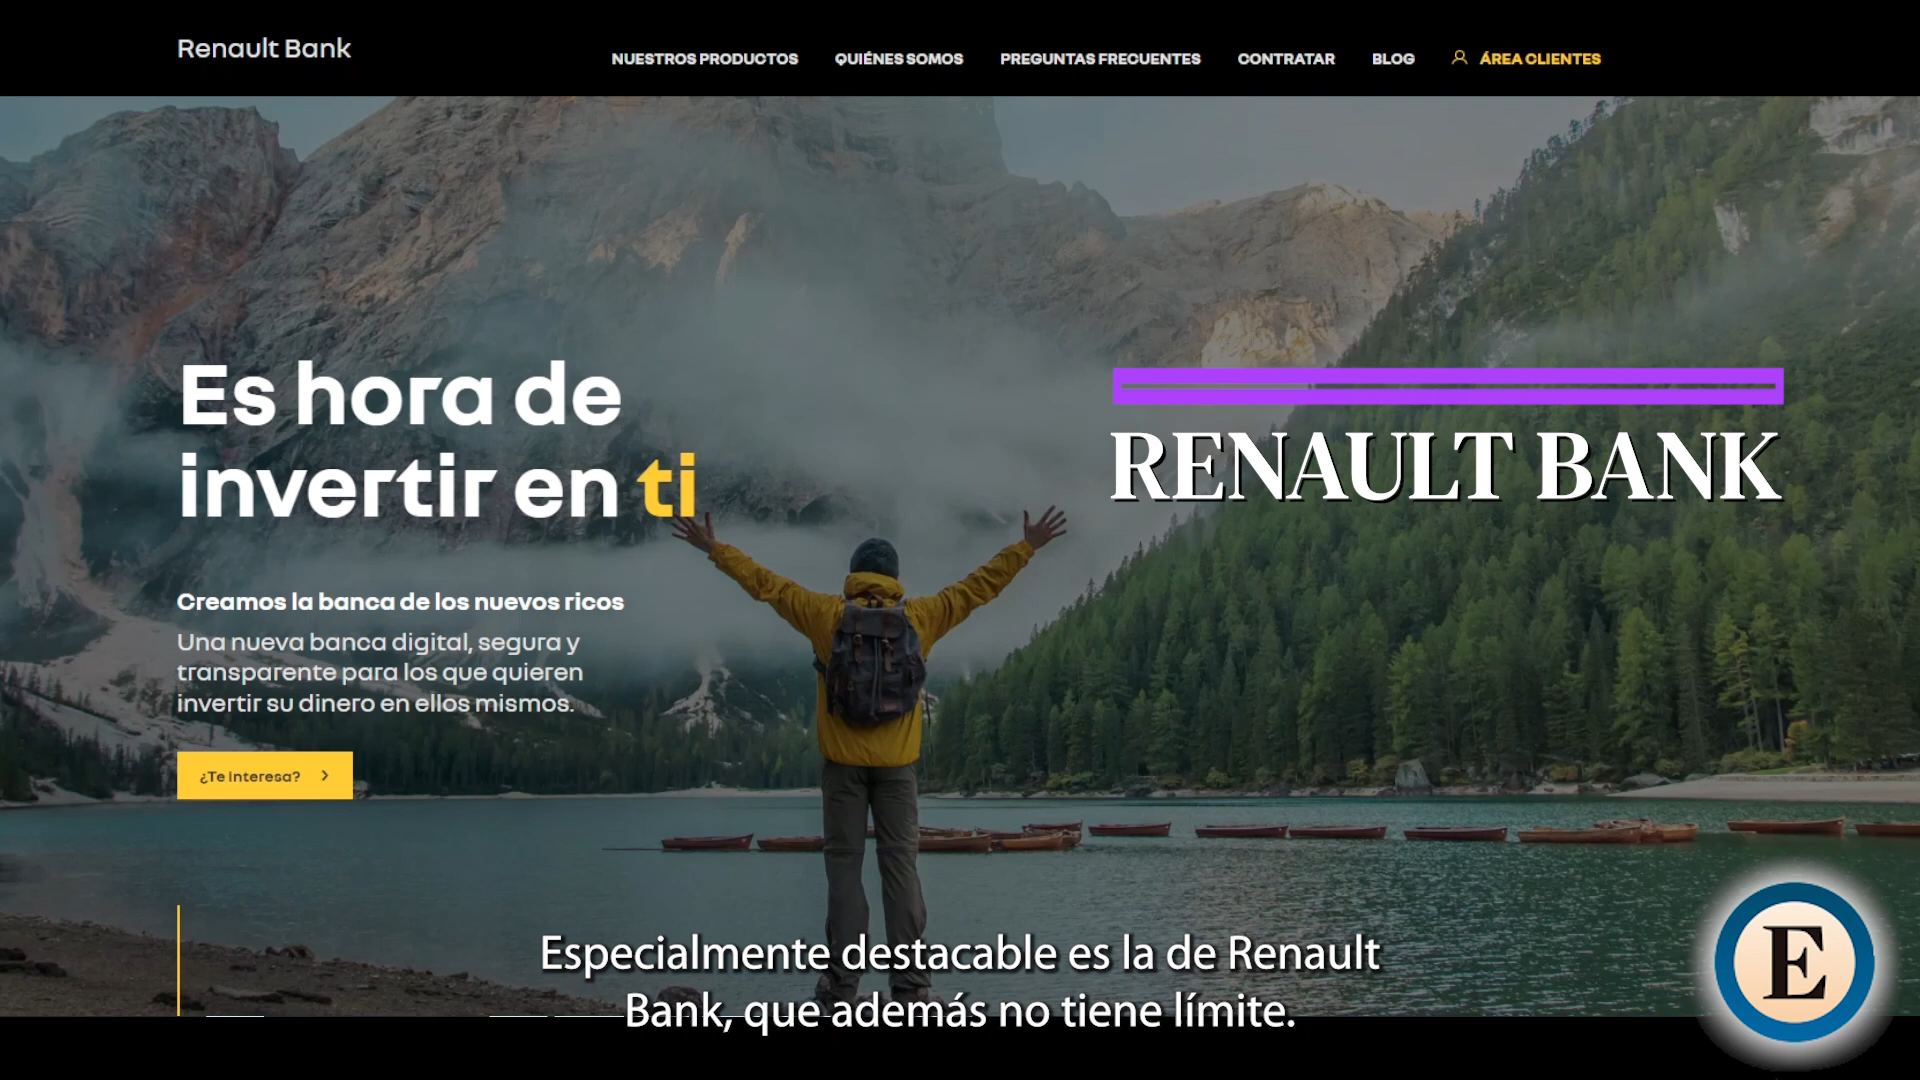 Renault Bank
NUESTROS PRODUCTOS QUIÉNES SOMOS PREGUNTAS FRECUENTES CONTRATAR BLOG ÁREA CLIENTES
Es hora de
invertir en ti
RENAULT BANK
Creamos la banca de los nuevos ricos
Una nueva banca digital, segura y
transparente para los que quieren
invertir su dinero en ellos mismos.
¿Te interesa?
Especialmente destacable es la de Renault
Bank, que además no tiene límite.
E